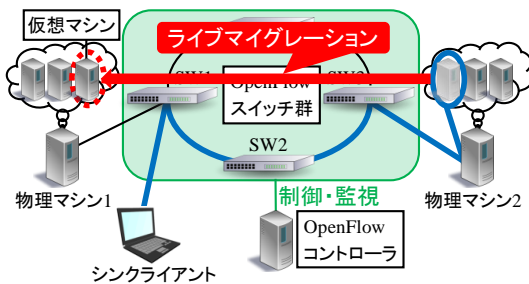 仮想マシン
ライブマイグレーション
OpenFlow
スイッチ群
SW2
物理マシン1
物理マシン2
制御・監視
OpenFlow
コントローラ
シンクライアント